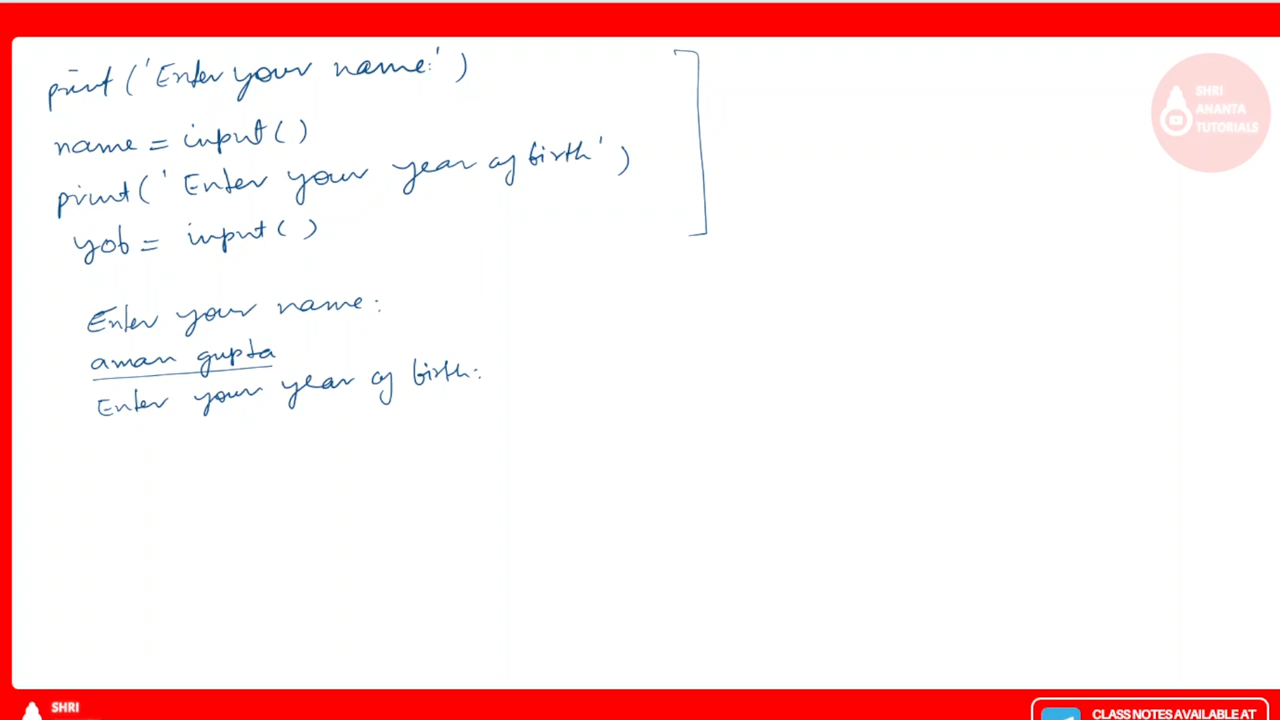 print('Enter your name:')
name = input()
print('Enter your year of birth')
yob = input()
Enter your name:
aman gupta
Enter your year of birth:
SHRI
ANANTA
TUTORIALS
SHRI
CLASS NOTES AVAILABLE AT